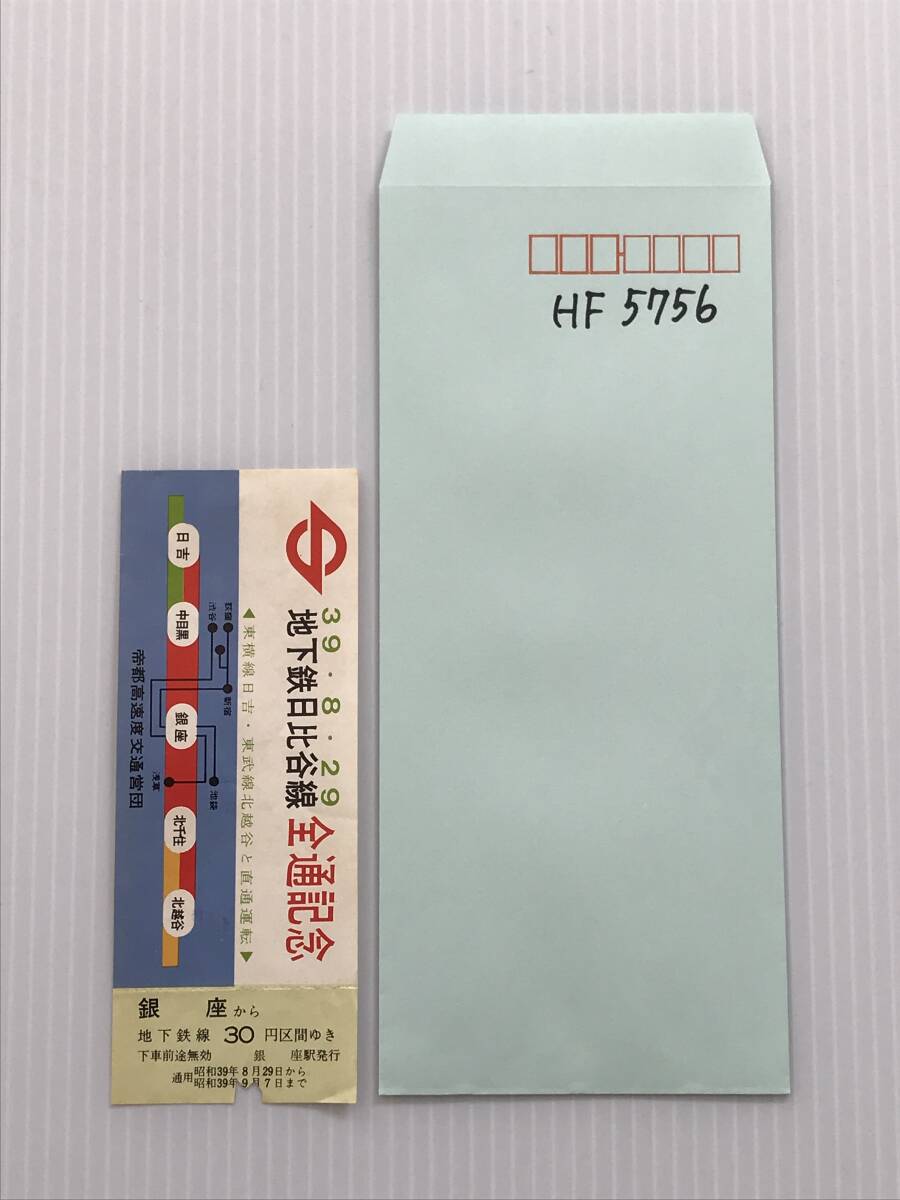 HF 5756
39・8・29
地下鉄日比谷線全通記念
◀東横線日吉・東武線北越谷と直通運転▶
荻窪
渋谷
新宿
池袋
浅草
日吉
中目黒
銀座
北千住
北越谷
帝都高速度交通営団
銀座から
地下鉄線 30 円区間ゆき
下車前途無効 銀座駅発行
通用昭和39年8月29日から
昭和39年9月7日まで